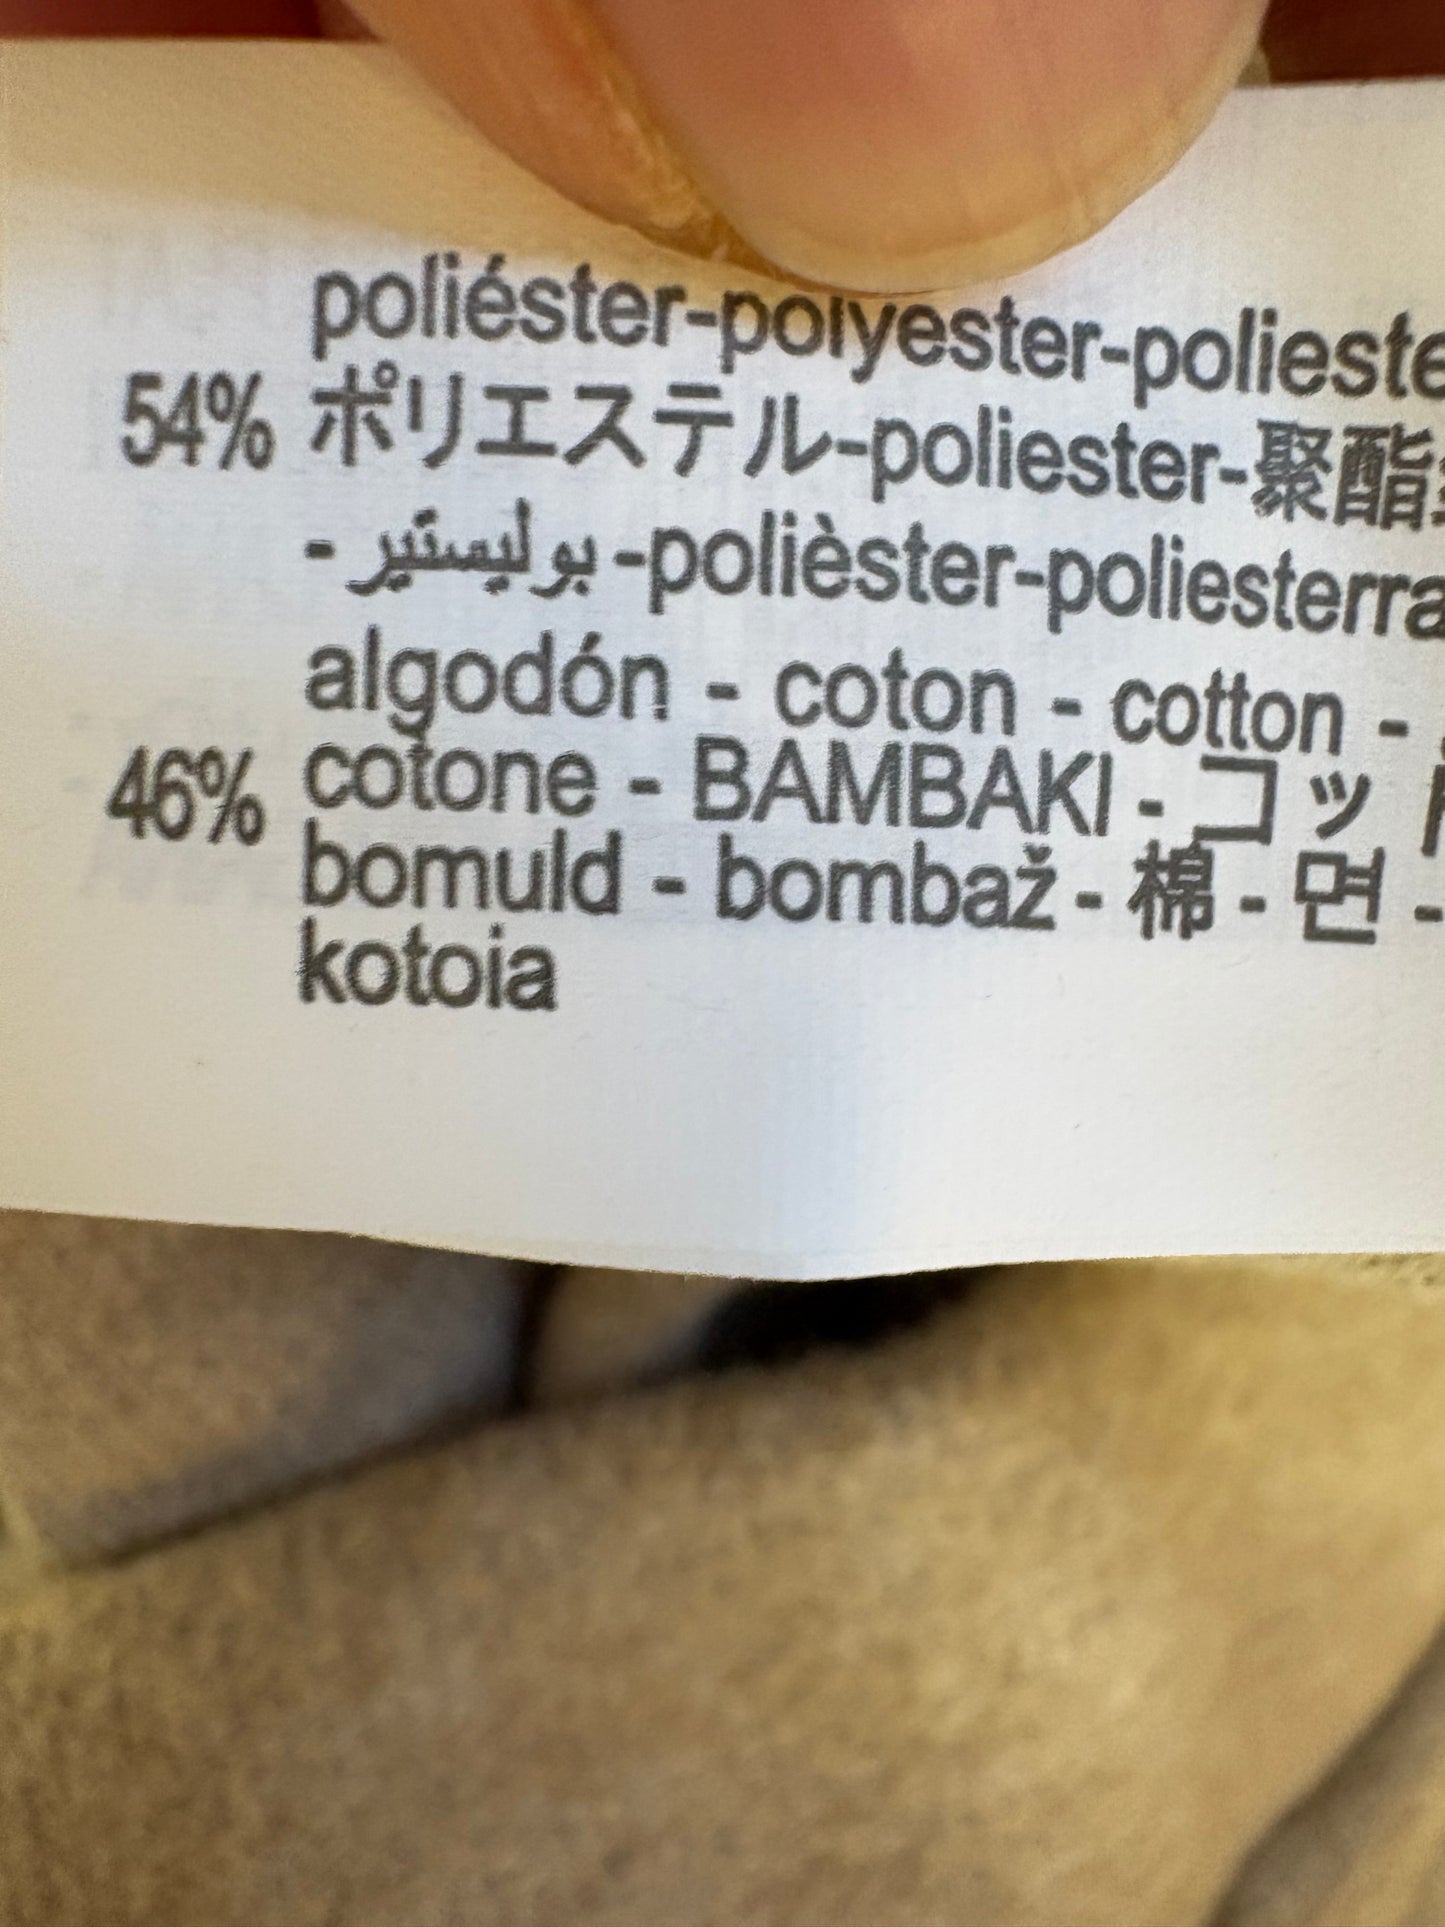 poliéster-polyester-polieste
54% ポリエステル-poliester-聚酯
- بوليستير -polièster-poliesterra
algodón - coton - cotton -
46% cotone - BAMBAKI - コッ
bomuld - bombaž - 棉 - 면 -
kotoia